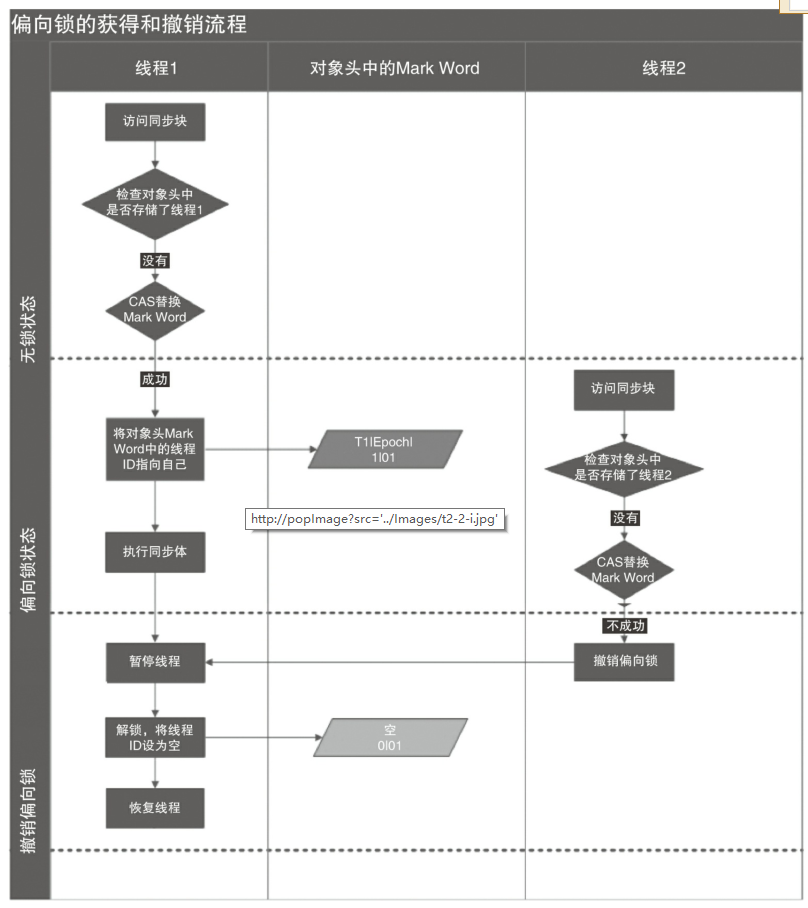 偏向锁的获得和撤销流程
线程1
对象头中的Mark Word
线程2
无锁状态
访问同步块
检查对象头中
是否存储了线程1
没有
CAS替换
Mark Word
偏向锁状态
成功
将对象头Mark
Word中的线程
ID指向自己
T1|Epoch|
1|01
执行同步体
访问同步块
检查对象头中
是否存储了线程2
没有
CAS替换
Mark Word
http://popImage?src='../Images/t2-2-i.jpg'
撤销偏向锁
不成功
撤销偏向锁
暂停线程
解锁，将线程
ID设为空
空
0|01
恢复线程